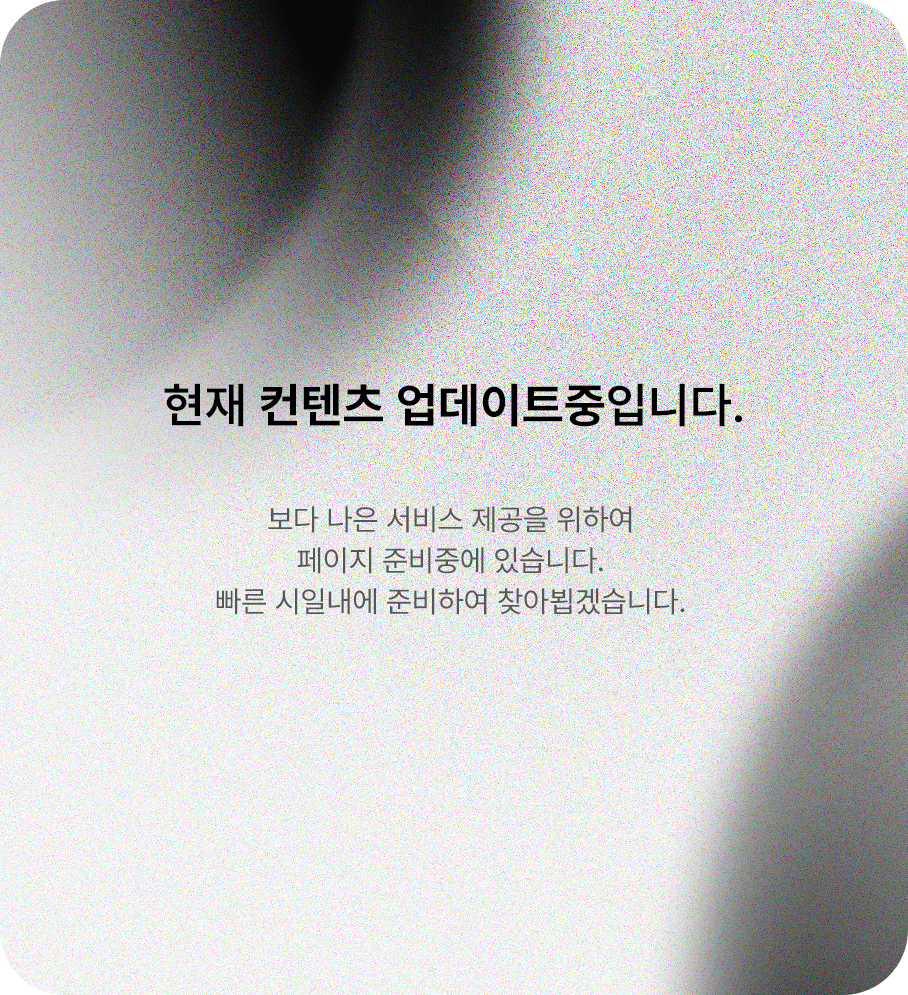 현재 컨텐츠 업데이트중입니다.
보다 나은 서비스 제공을 위하여
페이지 준비중에 있습니다.
빠른 시일내에 준비하여 찾아뵙겠습니다.